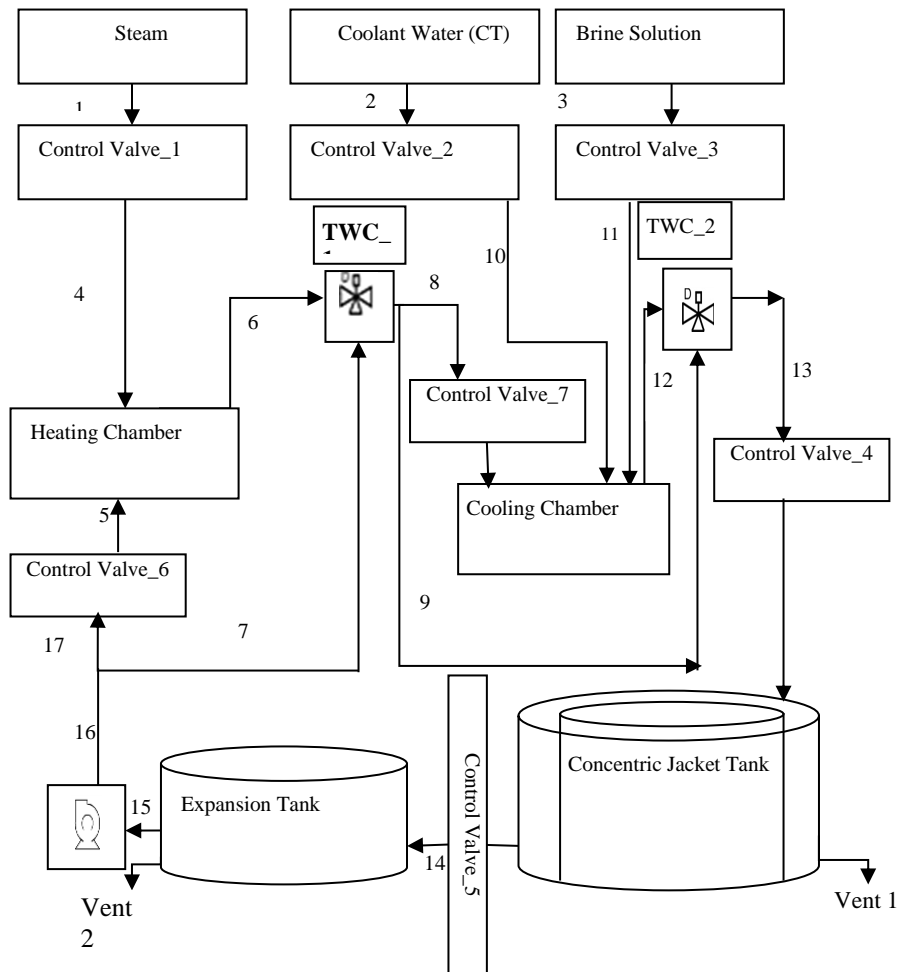 Steam
Coolant Water (CT)
Brine Solution
1
2
3
Control Valve_1
Control Valve_2
Control Valve_3
TWC_
TWC_2
10
11
4
6
8
D
D
12
13
Control Valve_7
Heating Chamber
Control Valve_4
5
Cooling Chamber
Control Valve_6
9
17
7
16
Concentric Jacket Tank
Control Valve_5
Expansion Tank
15
14
Vent 1
Vent
2